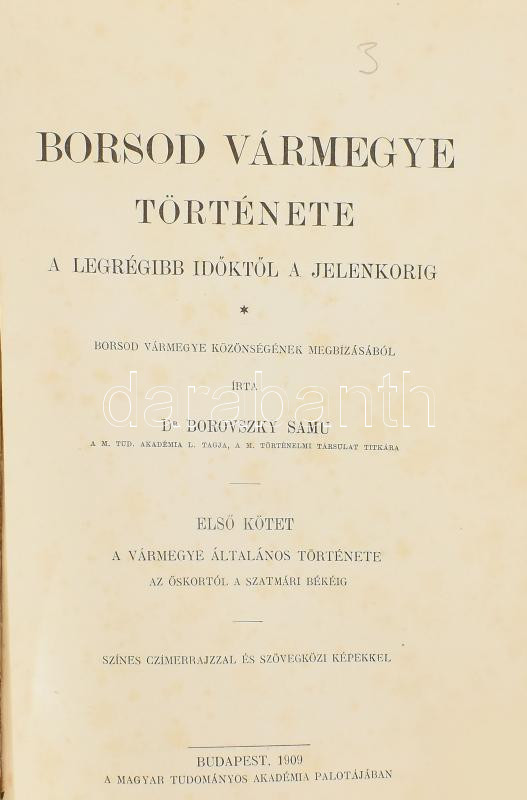 3
BORSOD VÁRMEGYE
TÖRTÉNETE
A LEGRÉGIBB IDŐKTŐL A JELENKORIG
*
BORSOD VÁRMEGYE KÖZÖNSÉGÉNEK MEGBÍZÁSÁBÓL
ÍRTA
darabanth
DR BOROVSZKY SAMU
A M. TUD. AKADÉMIA L. TAGJA, A M. TÖRTÉNELMI TÁRSULAT TITKÁRA
ELSŐ KÖTET
A VÁRMEGYE ÁLTALÁNOS TÖRTÉNETE
AZ ŐSKORTÓL A SZATMÁRI BÉKÉIG
SZÍNES CZÍMERRAJZZAL ÉS SZÖVEGKÖZI KÉPEKKEL
BUDAPEST, 1909
A MAGYAR TUDOMÁNYOS AKADÉMIA PALOTÁJÁBAN